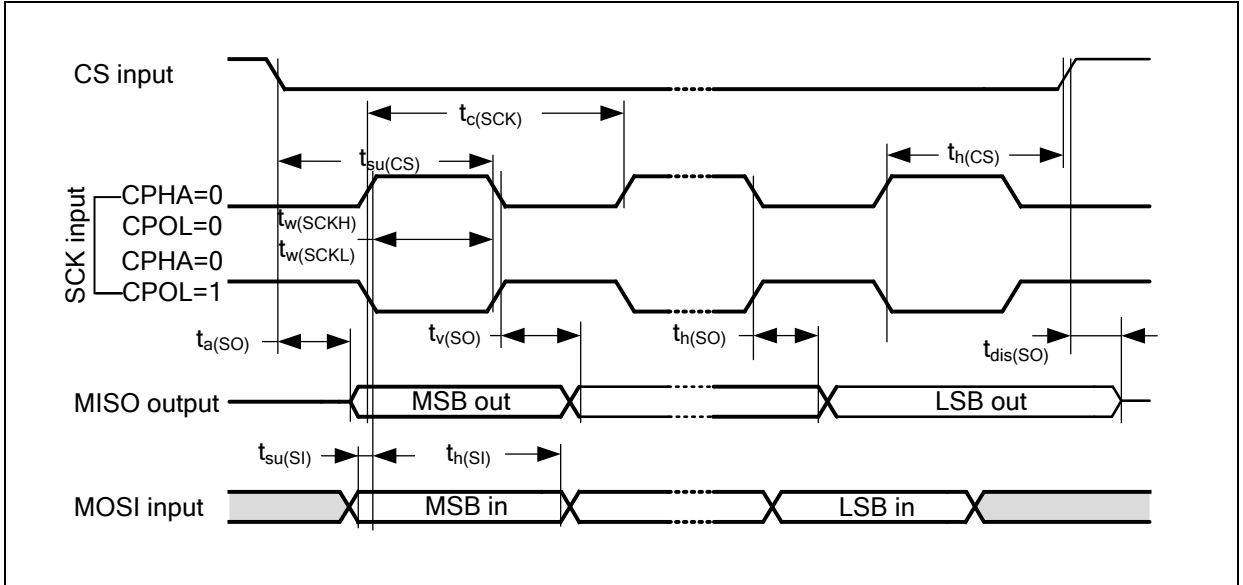 CS input
tc(SCK)
tsu(CS)
th(CS)
SCK input
CPHA=0
CPOL=0
CPHA=0
CPOL=1
tw(SCKH)
tw(SCKL)
ta(SO)
tv(SO)
th(SO)
tdis(SO)
MISO output
MSB out
LSB out
tsu(SI)
th(SI)
MOSI input
MSB in
LSB in